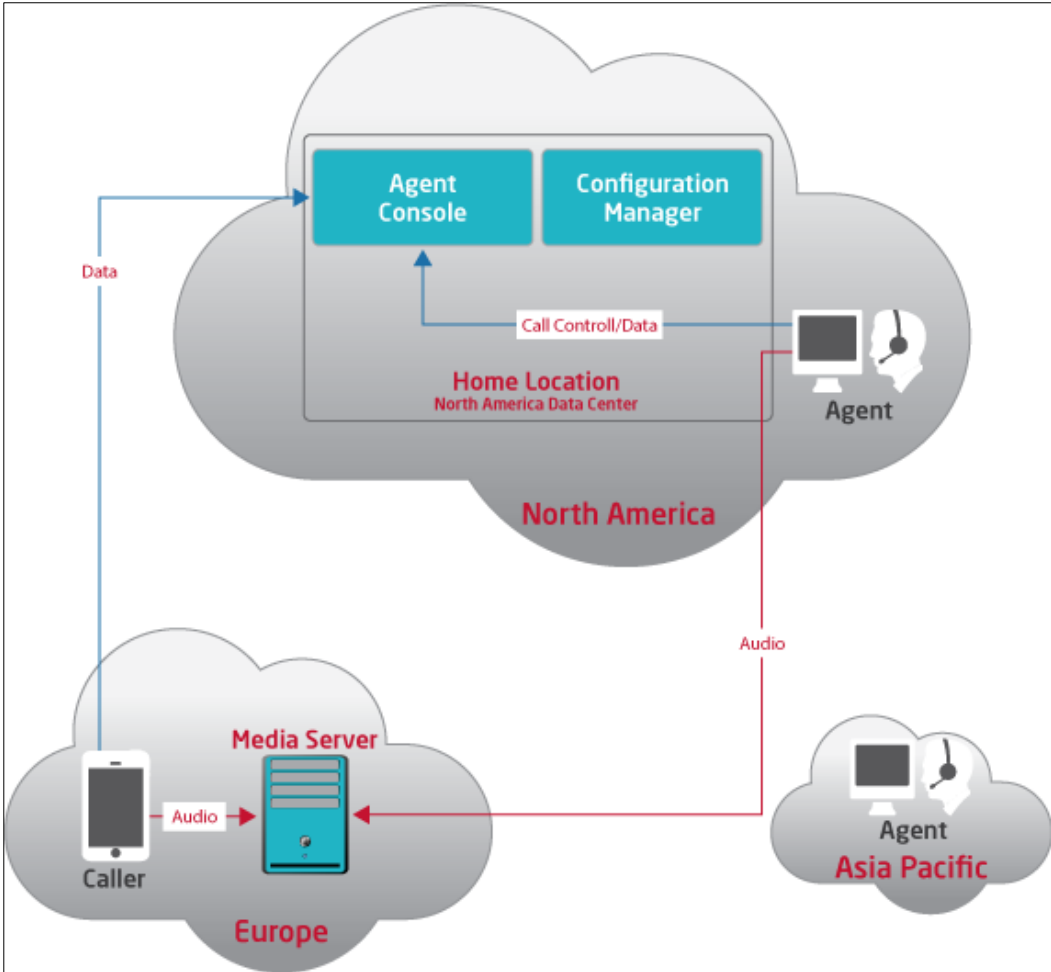 Agent
Console
Configuration
Manager
Data
Call Controll/Data
Home Location
North America Data Center
Agent
North America
Audio
Media Server
Audio
Caller
Europe
Agent
Asia Pacific